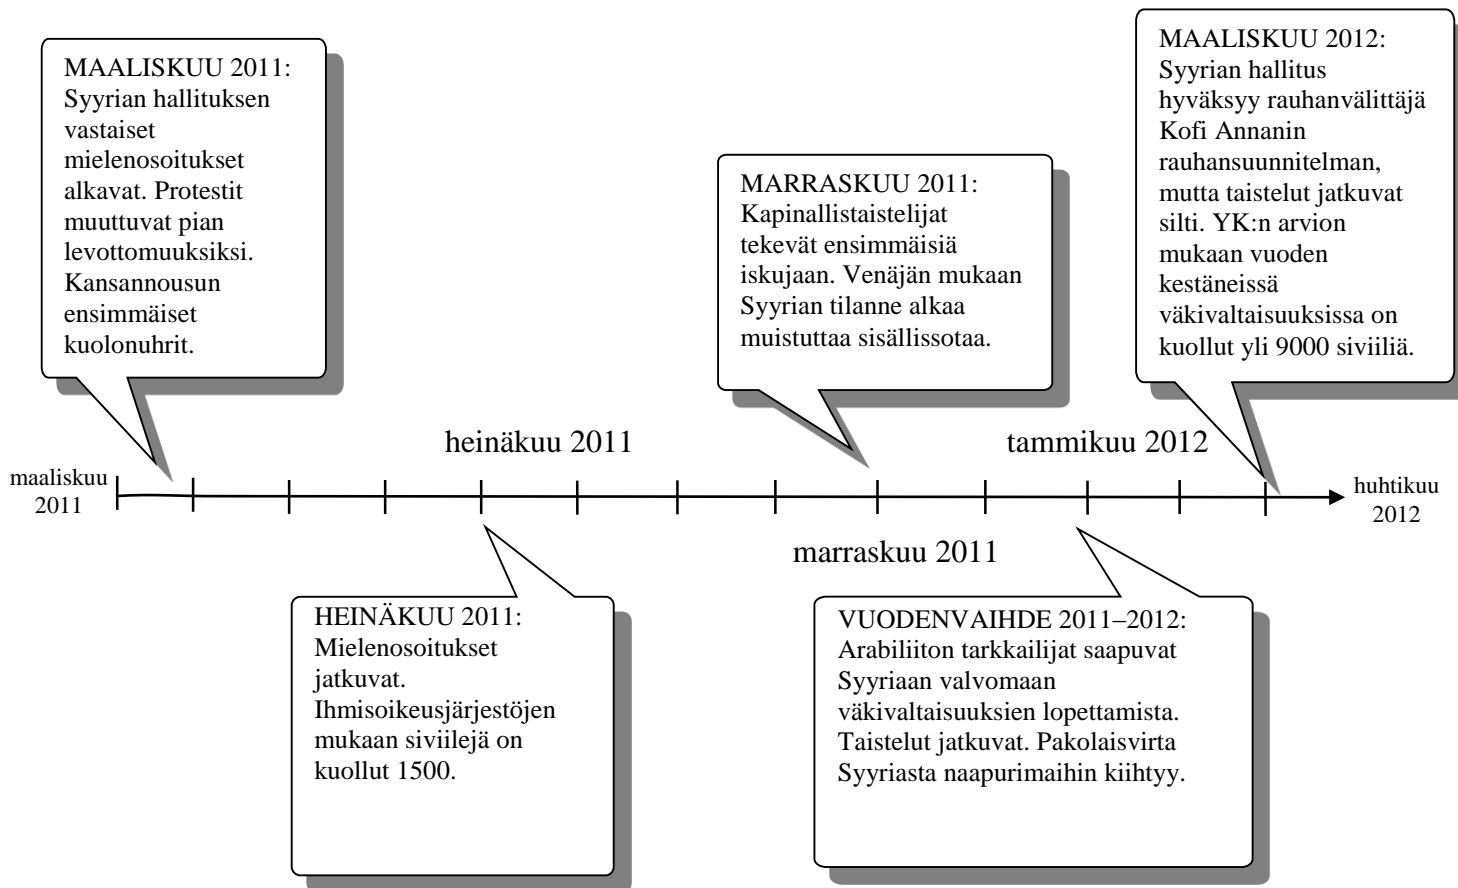 MAALISKUU 2011:
Syyrian hallituksen
vastaiset
mielenosoitukset
alkavat. Protestit
muuttuvat pian
levottomuuksiksi.
Kansannousun
ensimmäiset
kuolonuhrit.
MARRASKUU 2011:
Kapinallistaistelijat
tekevät ensimmäisiä
iskujaan. Venäjän mukaan
Syyrian tilanne alkaa
muistuttaa sisällissotaa.
MAALISKUU 2012:
Syyrian hallitus
hyväksyy rauhanvälittäjä
Kofi Annanin
rauhansuunnitelman,
mutta taistelut jatkuvat
silti. YK:n arvion
mukaan vuoden
kestäneissä
väkivaltaisuuksissa on
kuollut yli 9000 siviiliä.
heinäkuu 2011
tammikuu 2012
maaliskuu
2011
huhtikuu
2012
marraskuu 2011
HEINÄKUU 2011:
Mielenosoitukset
jatkuvat.
Ihmisoikeusjärjestöjen
mukaan siviilejä on
kuollut 1500.
VUODENVAIHDE 2011–2012:
Arabiliiton tarkkailijat saapuvat
Syyriaan valvomaan
väkivaltaisuuksien lopettamista.
Taistelut jatkuvat. Pakolaisvirta
Syyriasta naapurimaihin kiihtyy.